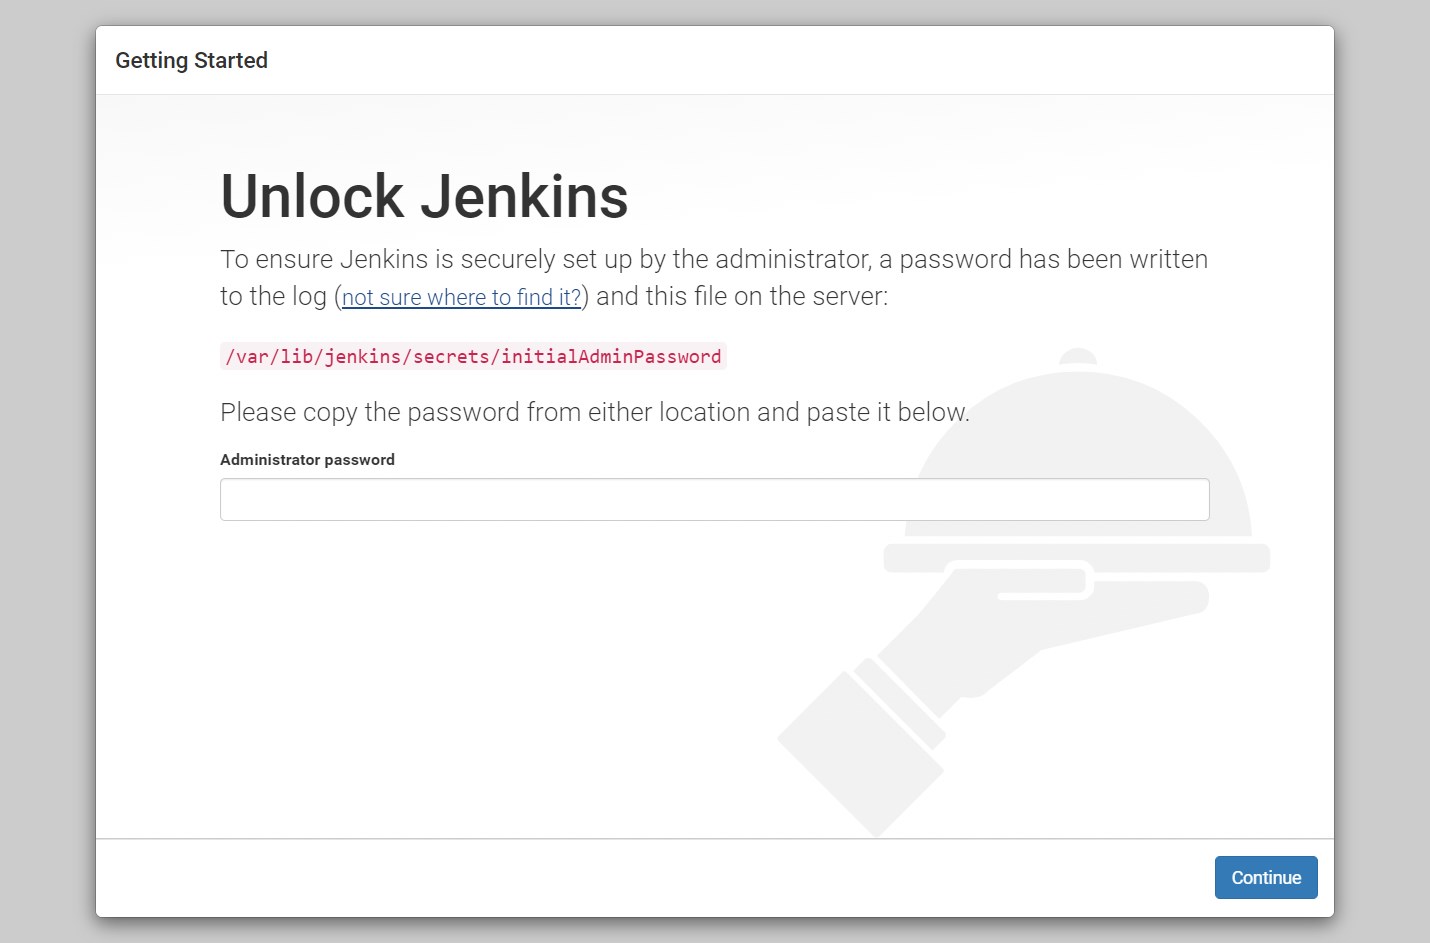 Getting Started
Unlock Jenkins
To ensure Jenkins is securely set up by the administrator, a password has been written
to the log (not sure where to find it?) and this file on the server:
/var/lib/jenkins/secrets/initialAdminPassword
Please copy the password from either location and paste it below.
Administrator password
Continue